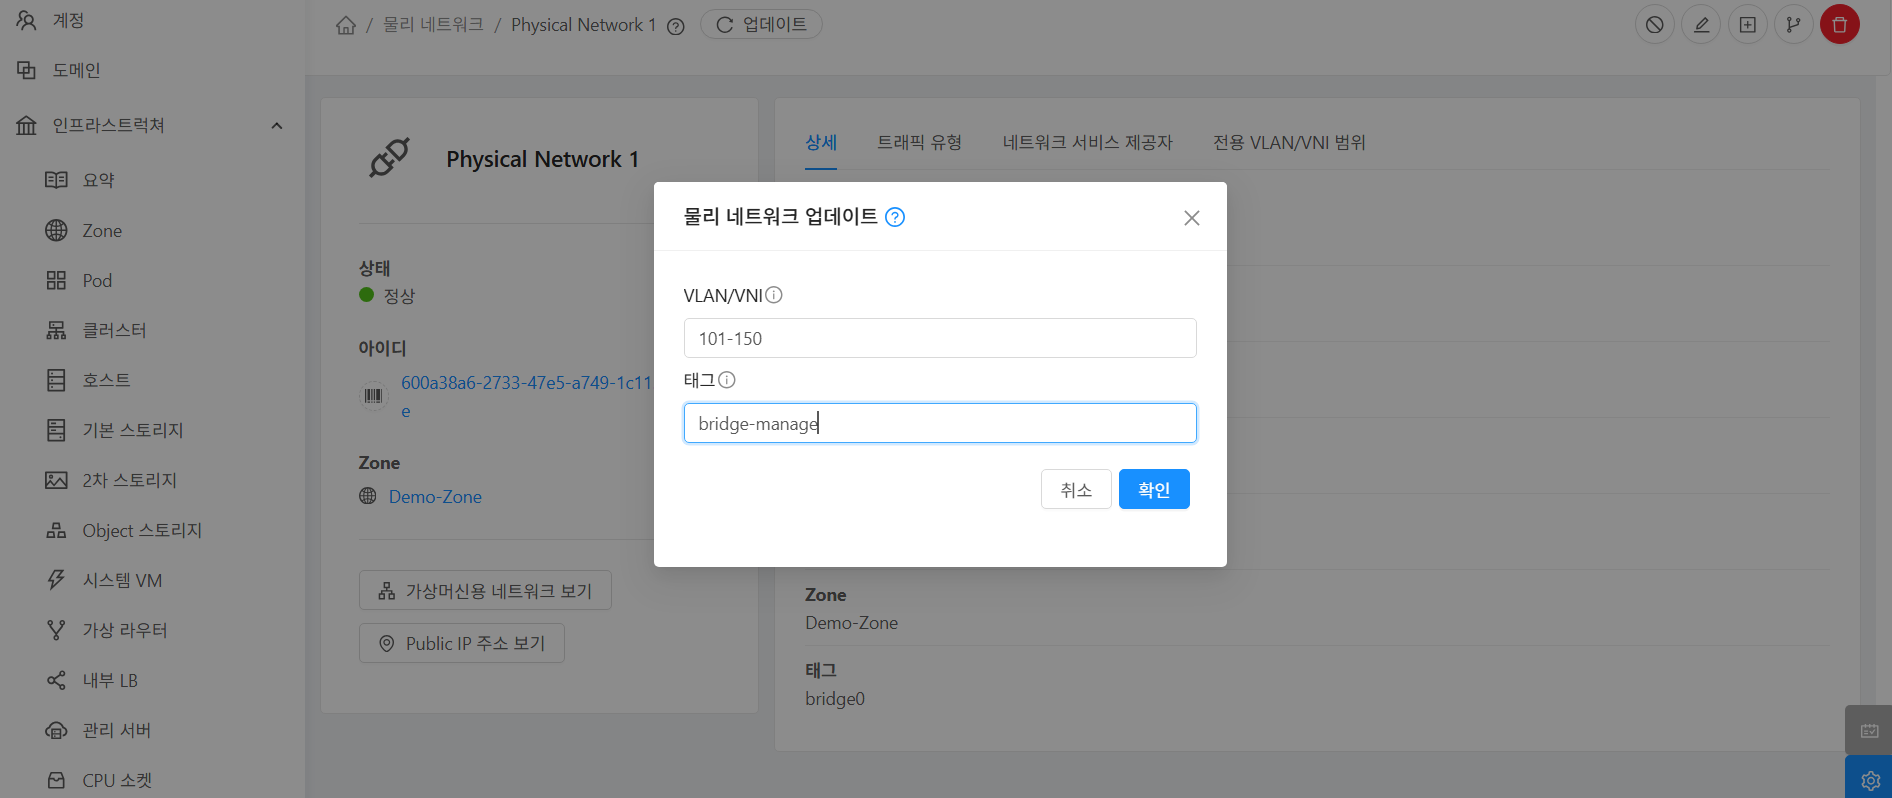 계정
도메인
인프라스트럭쳐
요약
Zone
Pod
클러스터
호스트
기본 스토리지
2차 스토리지
Object 스토리지
시스템 VM
가상 라우터
내부 LB
관리 서버
CPU 소켓
/ 물리 네트워크 / Physical Network 1 업데이트
Physical Network 1
상태
정상
아이디
600a38a6-2733-47e5-a749-1c11
e
Zone
Demo-Zone
가상머신용 네트워크 보기
Public IP 주소 보기
상세 트래픽 유형 네트워크 서비스 제공자 전용 VLAN/VNI 범위
물리 네트워크 업데이트
VLAN/VNI
101-150
태그
bridge-manage
취소 확인
Zone
Demo-Zone
태그
bridge0